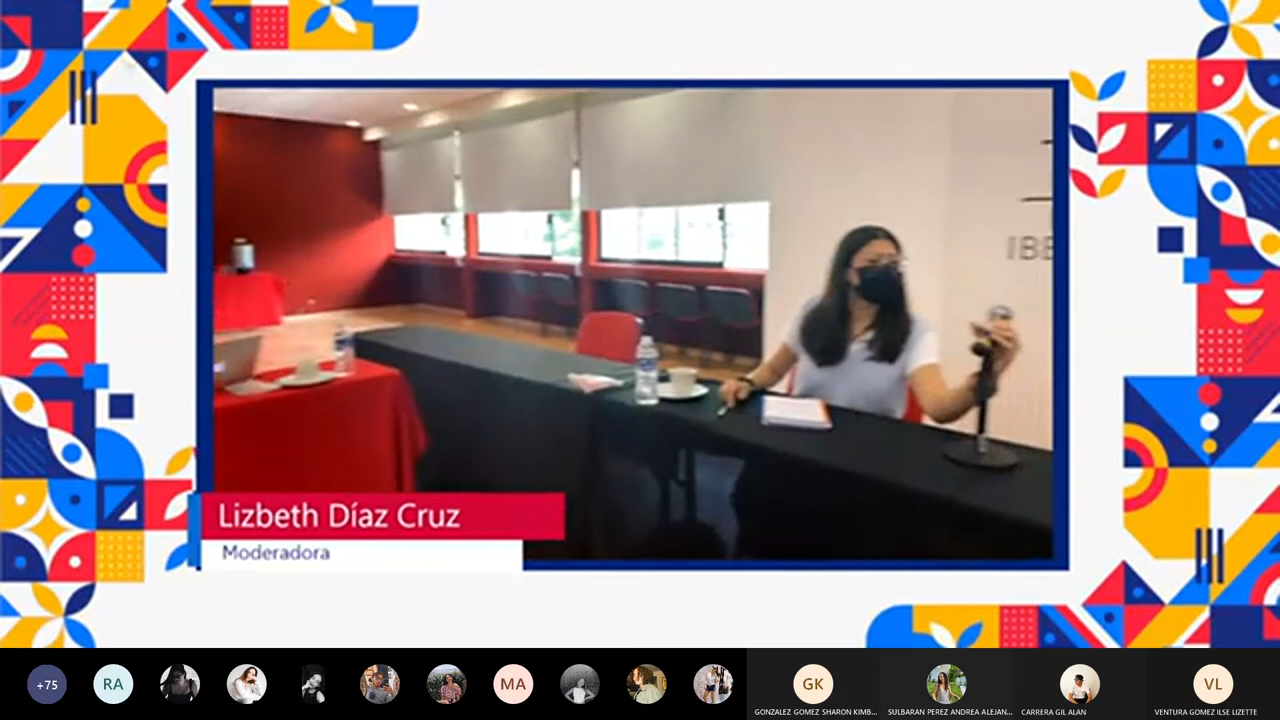 IBE
Lizbeth Díaz Cruz
Moderadora
+75
RA
MA
GK
VL
GONZALEZ GOMEZ SHARON KIMB...
SULBARAN PEREZ ANDREA ALEJAN...
CARRERA GIL ALAN
VENTURA GOMEZ ILSE LIZETTE